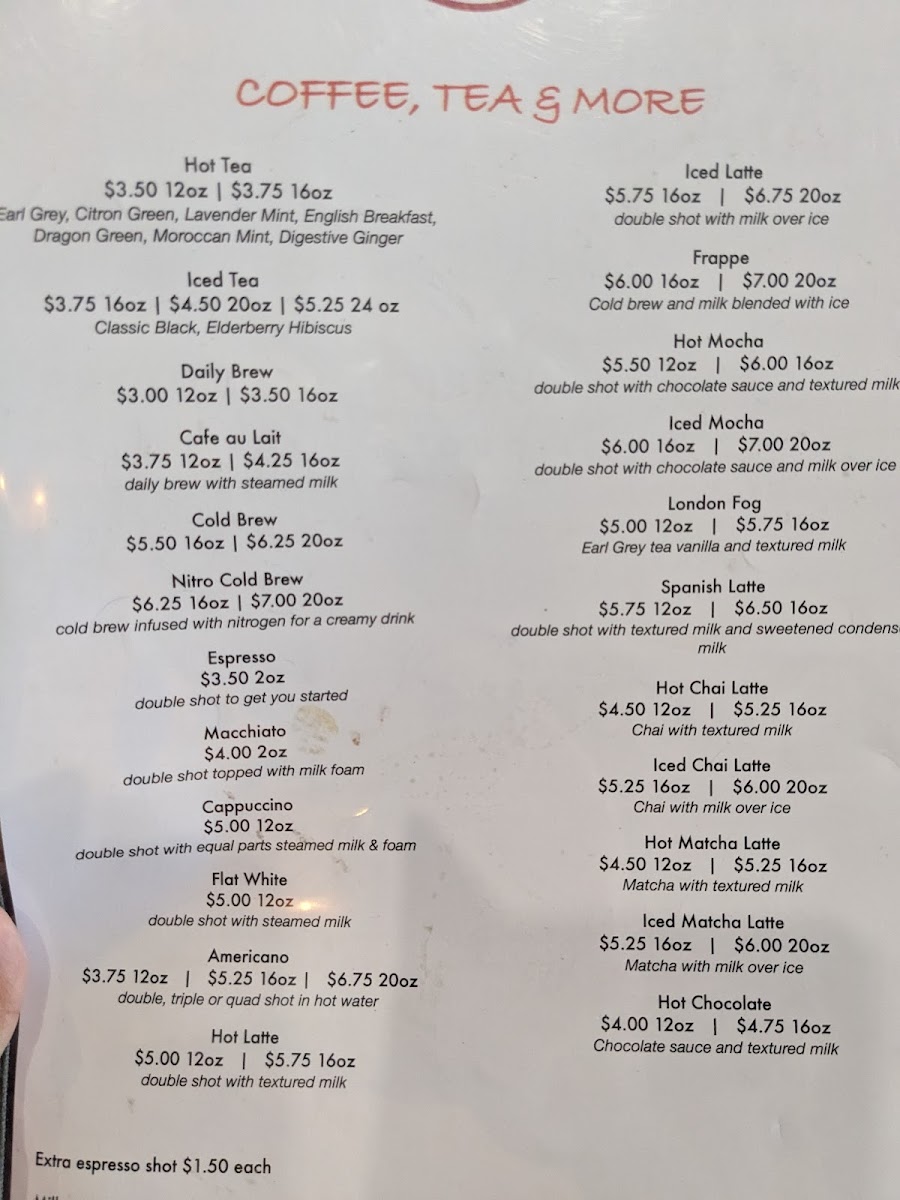 COFFEE, TEA & MORE
Hot Tea
$3.50 12oz | $3.75 16oz
Earl Grey, Citron Green, Lavender Mint, English Breakfast,
Dragon Green, Moroccan Mint, Digestive Ginger
Iced Tea
$3.75 16oz | $4.50 20oz | $5.25 24 oz
Classic Black, Elderberry Hibiscus
Daily Brew
$3.00 12oz | $3.50 16oz
Cafe au Lait
$3.75 12oz | $4.25 16oz
daily brew with steamed milk
Cold Brew
$5.50 16oz | $6.25 20oz
Nitro Cold Brew
$6.25 16oz | $7.00 20oz
cold brew infused with nitrogen for a creamy drink
Espresso
$3.50 2oz
double shot to get you started
Macchiato
$4.00 2oz
double shot topped with milk foam
Cappuccino
$5.00 12oz
double shot with equal parts steamed milk & foam
Flat White
$5.00 12oz
double shot with steamed milk
Americano
$3.75 12oz | $5.25 16oz | $6.75 20oz
double, triple or quad shot in hot water
Hot Latte
$5.00 12oz | $5.75 16oz
double shot with textured milk
Extra espresso shot $1.50 each
Iced Latte
$5.75 16oz | $6.75 20oz
double shot with milk over ice
Frappe
$6.00 16oz | $7.00 20oz
Cold brew and milk blended with ice
Hot Mocha
$5.50 12oz | $6.00 16oz
double shot with chocolate sauce and textured milk
Iced Mocha
$6.00 16oz | $7.00 20oz
double shot with chocolate sauce and milk over ice
London Fog
$5.00 12oz | $5.75 16oz
Earl Grey tea vanilla and textured milk
Spanish Latte
$5.75 12oz | $6.50 16oz
double shot with textured milk and sweetened condens
milk
Hot Chai Latte
$4.50 12oz | $5.25 16oz
Chai with textured milk
Iced Chai Latte
$5.25 16oz | $6.00 20oz
Chai with milk over ice
Hot Matcha Latte
$4.50 12oz | $5.25 16oz
Matcha with textured milk
Iced Matcha Latte
$5.25 16oz | $6.00 20oz
Matcha with milk over ice
Hot Chocolate
$4.00 12oz | $4.75 16oz
Chocolate sauce and textured milk